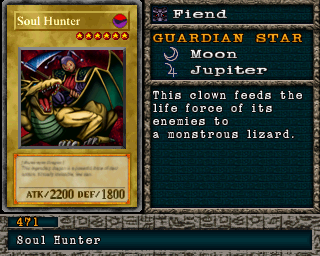 Soul Hunter
ATK/2200 DEF/1800
Fiend
GUARDIAN STAR
Moon
Jupiter
This clown feeds the
life force of its
enemies to
a monstrous lizard.
471
Soul Hunter